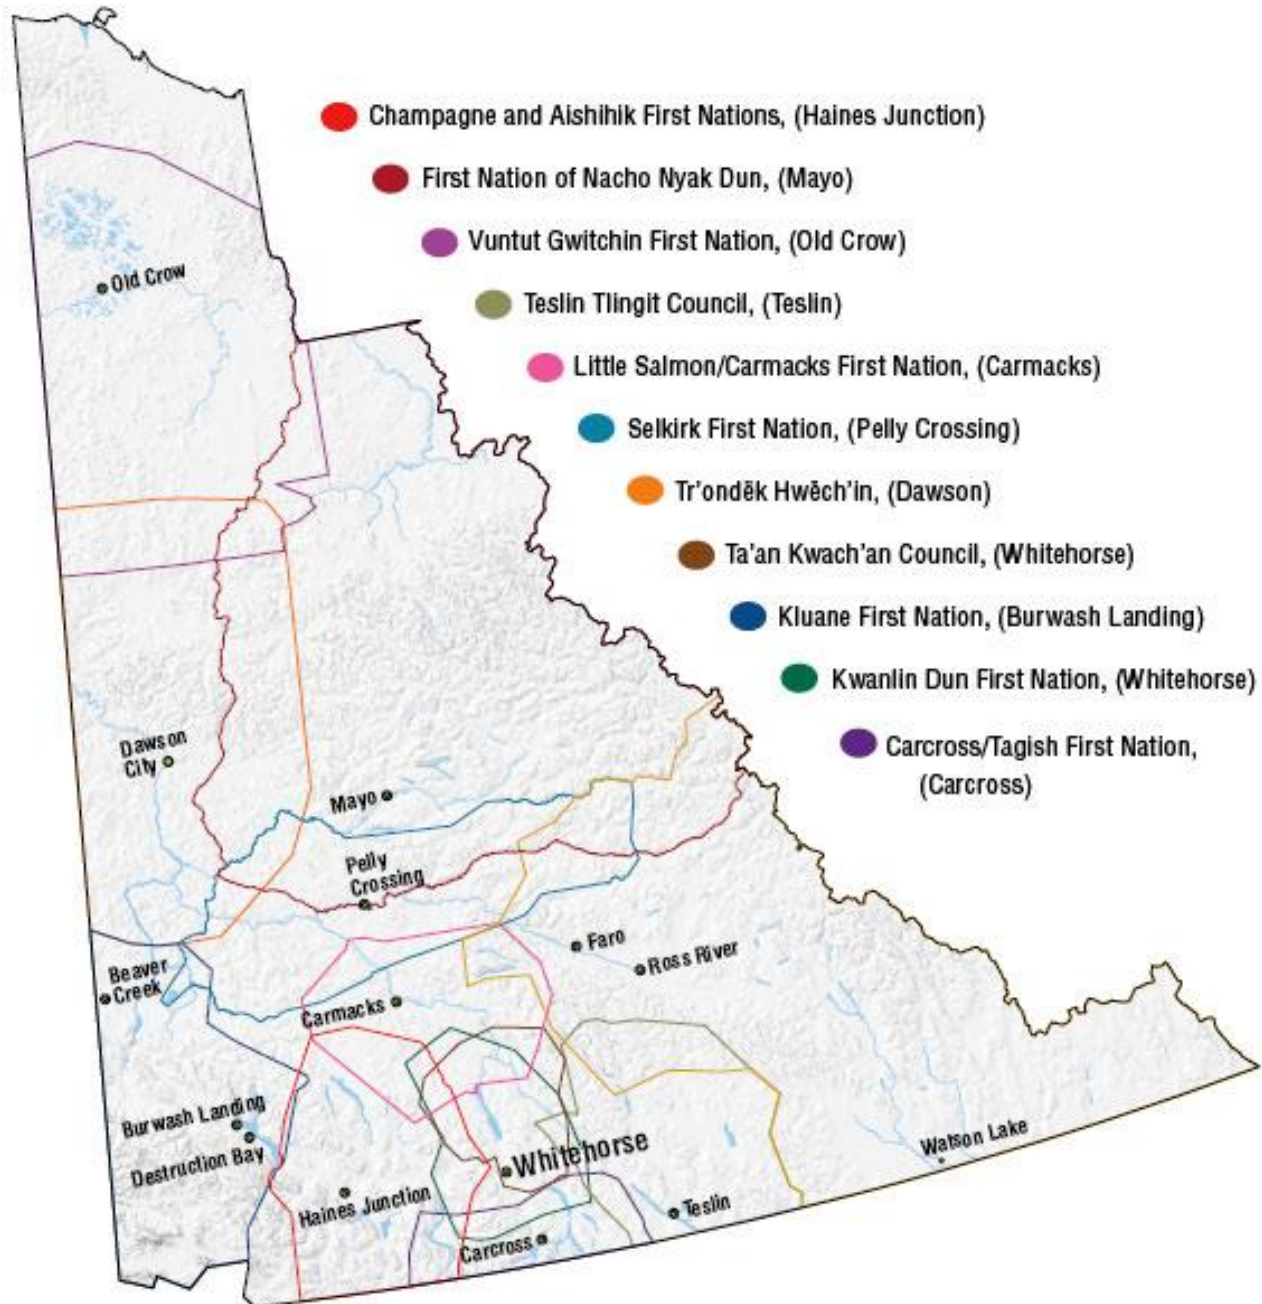 Champagne and Aishihik First Nations, (Haines Junction)
First Nation of Nacho Nyak Dun, (Mayo)
Vuntut Gwitchin First Nation, (Old Crow)
Old Crow
Teslin Tlingit Council, (Teslin)
Little Salmon/Carmacks First Nation, (Carmacks)
Selkirk First Nation, (Pelly Crossing)
Tr'ondëk Hwëch'in, (Dawson)
Ta'an Kwach'an Council, (Whitehorse)
Kluane First Nation, (Burwash Landing)
Kwanlin Dun First Nation, (Whitehorse)
Carcross/Tagish First Nation,
(Carcross)
Dawson
City
Mayo
Pelly
Crossing
Faro
Ross River
Beaver
Creek
Carmacks
Burwash Landing
Destruction Bay
Haines Junction
Whitehorse
Watson Lake
Teslin
Carcross